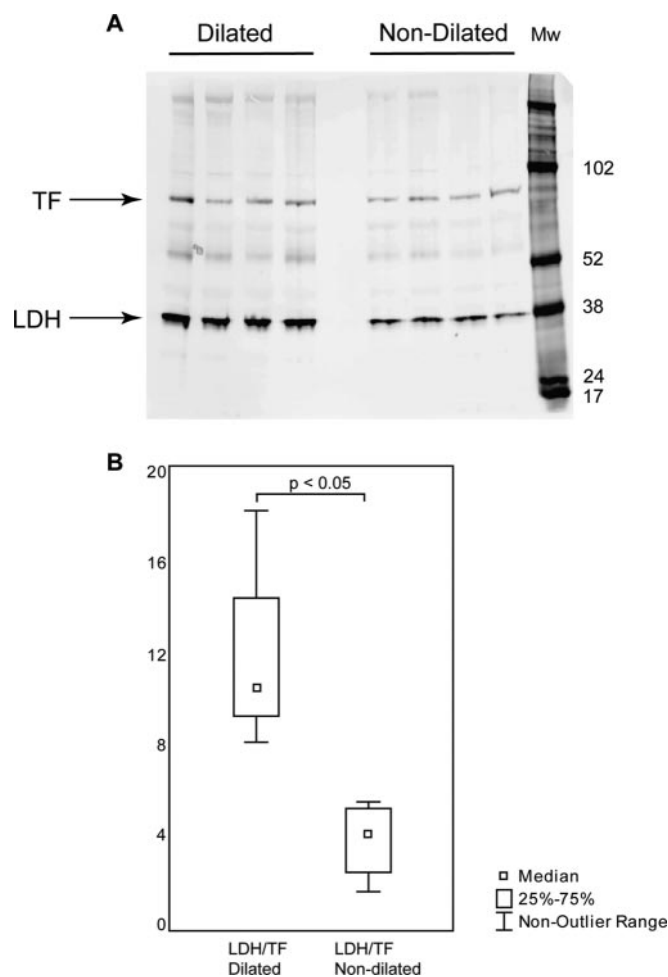 A
Dilated
Non-Dilated
Mw
TF
LDH
102
52
38
24
17
B
20
16
12
8
4
0
p < 0.05
LDH/TF
Dilated
LDH/TF
Non-dilated
Median
25%-75%
Non-Outlier Range